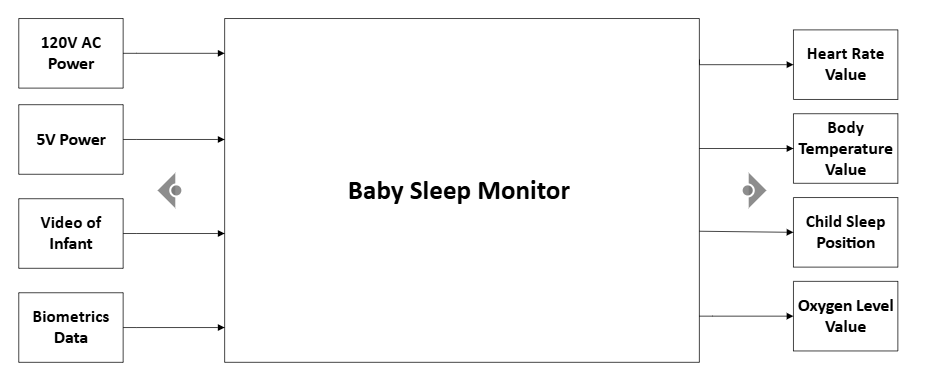 120V AC
Power
5V Power
Video of
Infant
Biometrics
Data
Baby Sleep Monitor
Heart Rate
Value
Body
Temperature
Value
Child Sleep
Position
Oxygen Level
Value